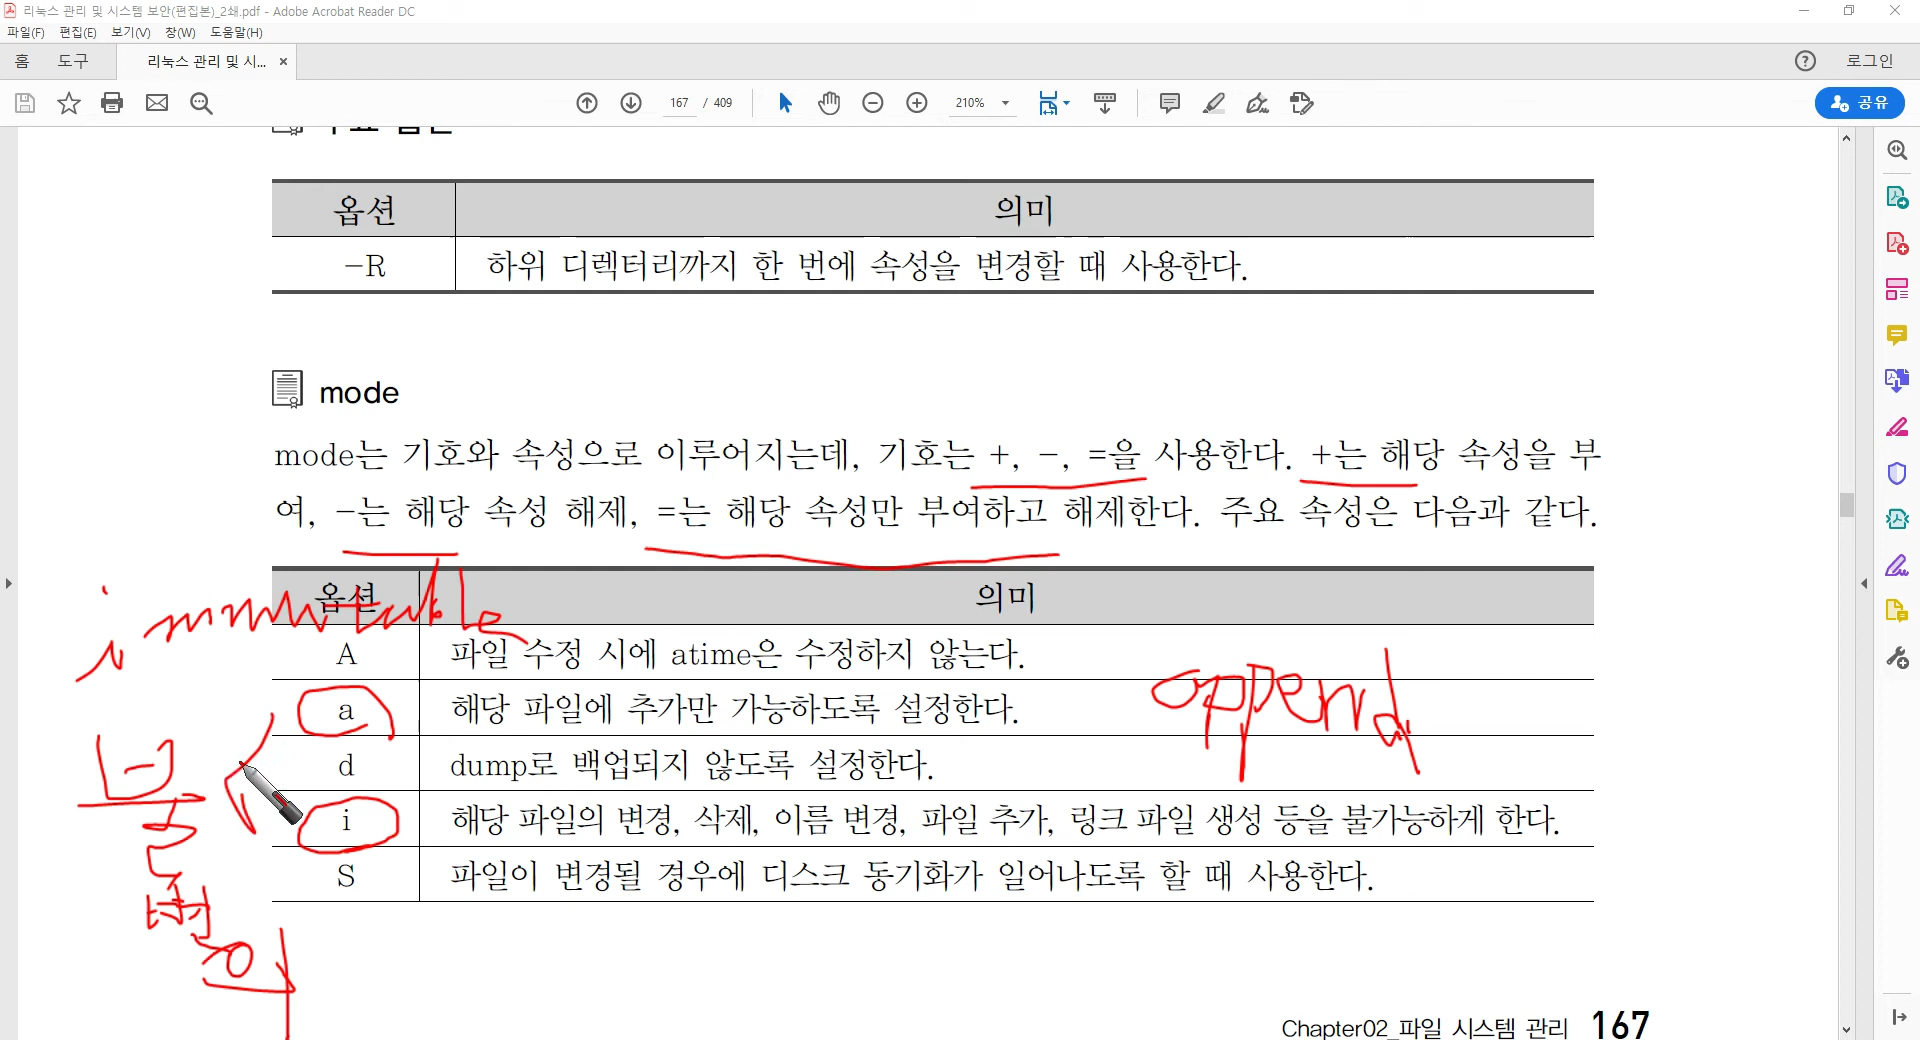 리눅스 관리 및 시스템 보안(편집본)_2쇄.pdf - Adobe Acrobat Reader DC
파일(F) 편집(E) 보기(V) 창(W) 도움말(H)
홈 도구 리눅스 관리 및 시... × 로그인
167 / 409 210% 공유
옵션 의미
-R 하위 디렉터리까지 한 번에 속성을 변경할 때 사용한다.
mode
mode는 기호와 속성으로 이루어지는데, 기호는 +, -, =을 사용한다. +는 해당 속성을 부
여, -는 해당 속성 해제, =는 해당 속성만 부여하고 해제한다. 주요 속성은 다음과 같다.
immutable
옵션 의미
A 파일 수정 시에 atime은 수정하지 않는다.
a 해당 파일에 추가만 가능하도록 설정한다.
append
d dump로 백업되지 않도록 설정한다.
i 해당 파일의 변경, 삭제, 이름 변경, 파일 추가, 링크 파일 생성 등을 불가능하게 한다.
불
S 파일이 변경될 경우에 디스크 동기화가 일어나도록 할 때 사용한다.
변
의
Chapter02_파일 시스템 관리 167